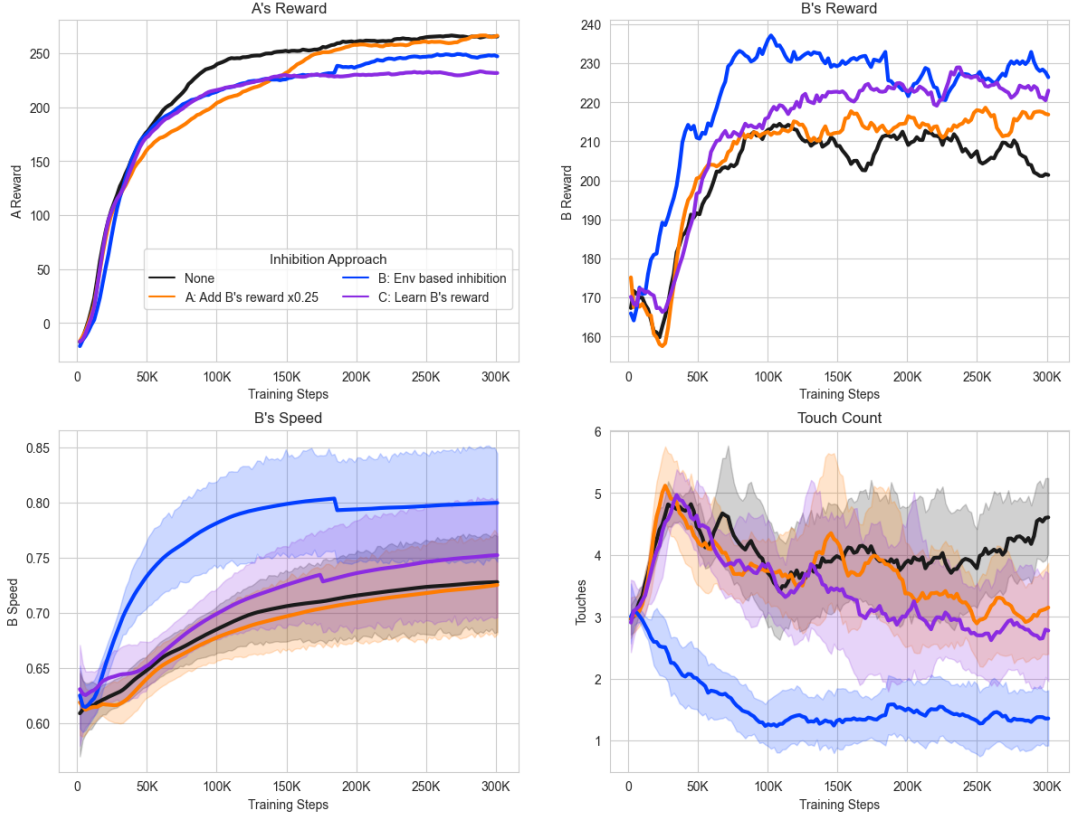 A's Reward
A Reward
250
200
150
100
50
0
Inhibition Approach
None
A: Add B's reward x0.25
B: Env based inhibition
C: Learn B's reward
0 50K 100K 150K 200K 250K 300K
Training Steps
B's Reward
B Reward
240
230
220
210
200
190
180
170
160
0 50K 100K 150K 200K 250K 300K
Training Steps
B's Speed
B Speed
0.85
0.80
0.75
0.70
0.65
0.60
0 50K 100K 150K 200K 250K 300K
Training Steps
Touch Count
Touches
6
5
4
3
2
1
0 50K 100K 150K 200K 250K 300K
Training Steps